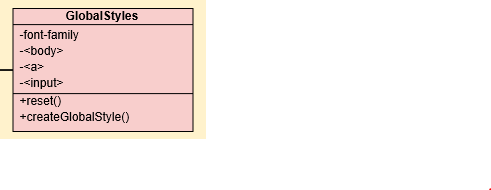 GlobalStyles
-font-family
-<body>
-<a>
-<input>
+reset()
+createGlobalStyle()